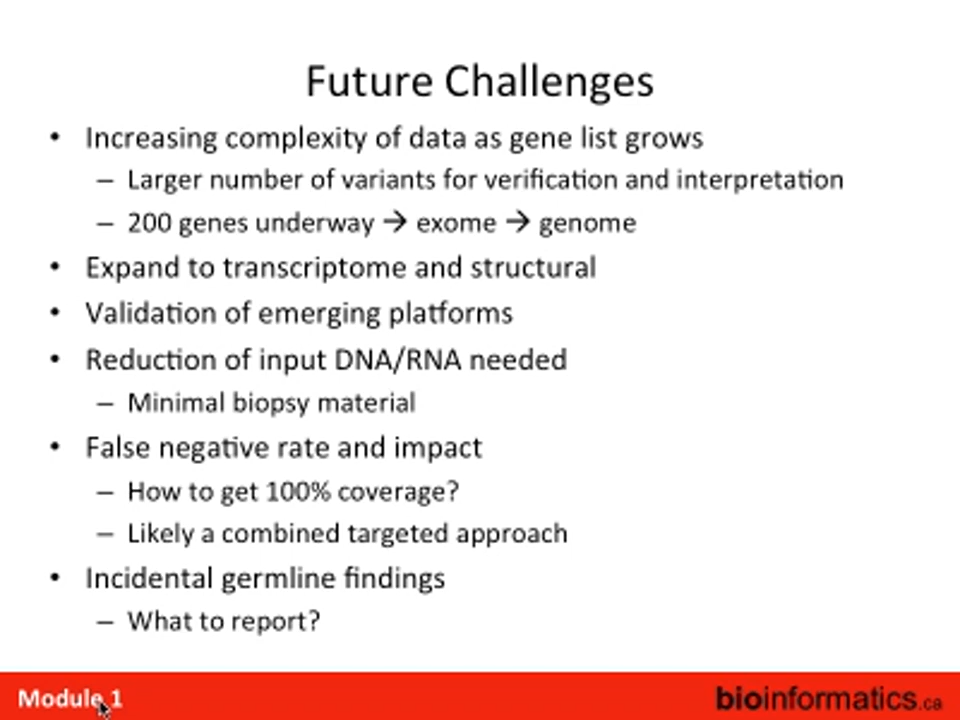 Future Challenges
• Increasing complexity of data as gene list grows
– Larger number of variants for verification and interpretation
– 200 genes underway → exome → genome
• Expand to transcriptome and structural
• Validation of emerging platforms
• Reduction of input DNA/RNA needed
– Minimal biopsy material
• False negative rate and impact
– How to get 100% coverage?
– Likely a combined targeted approach
• Incidental germline findings
– What to report?
Module 1
bioinformatics.ca